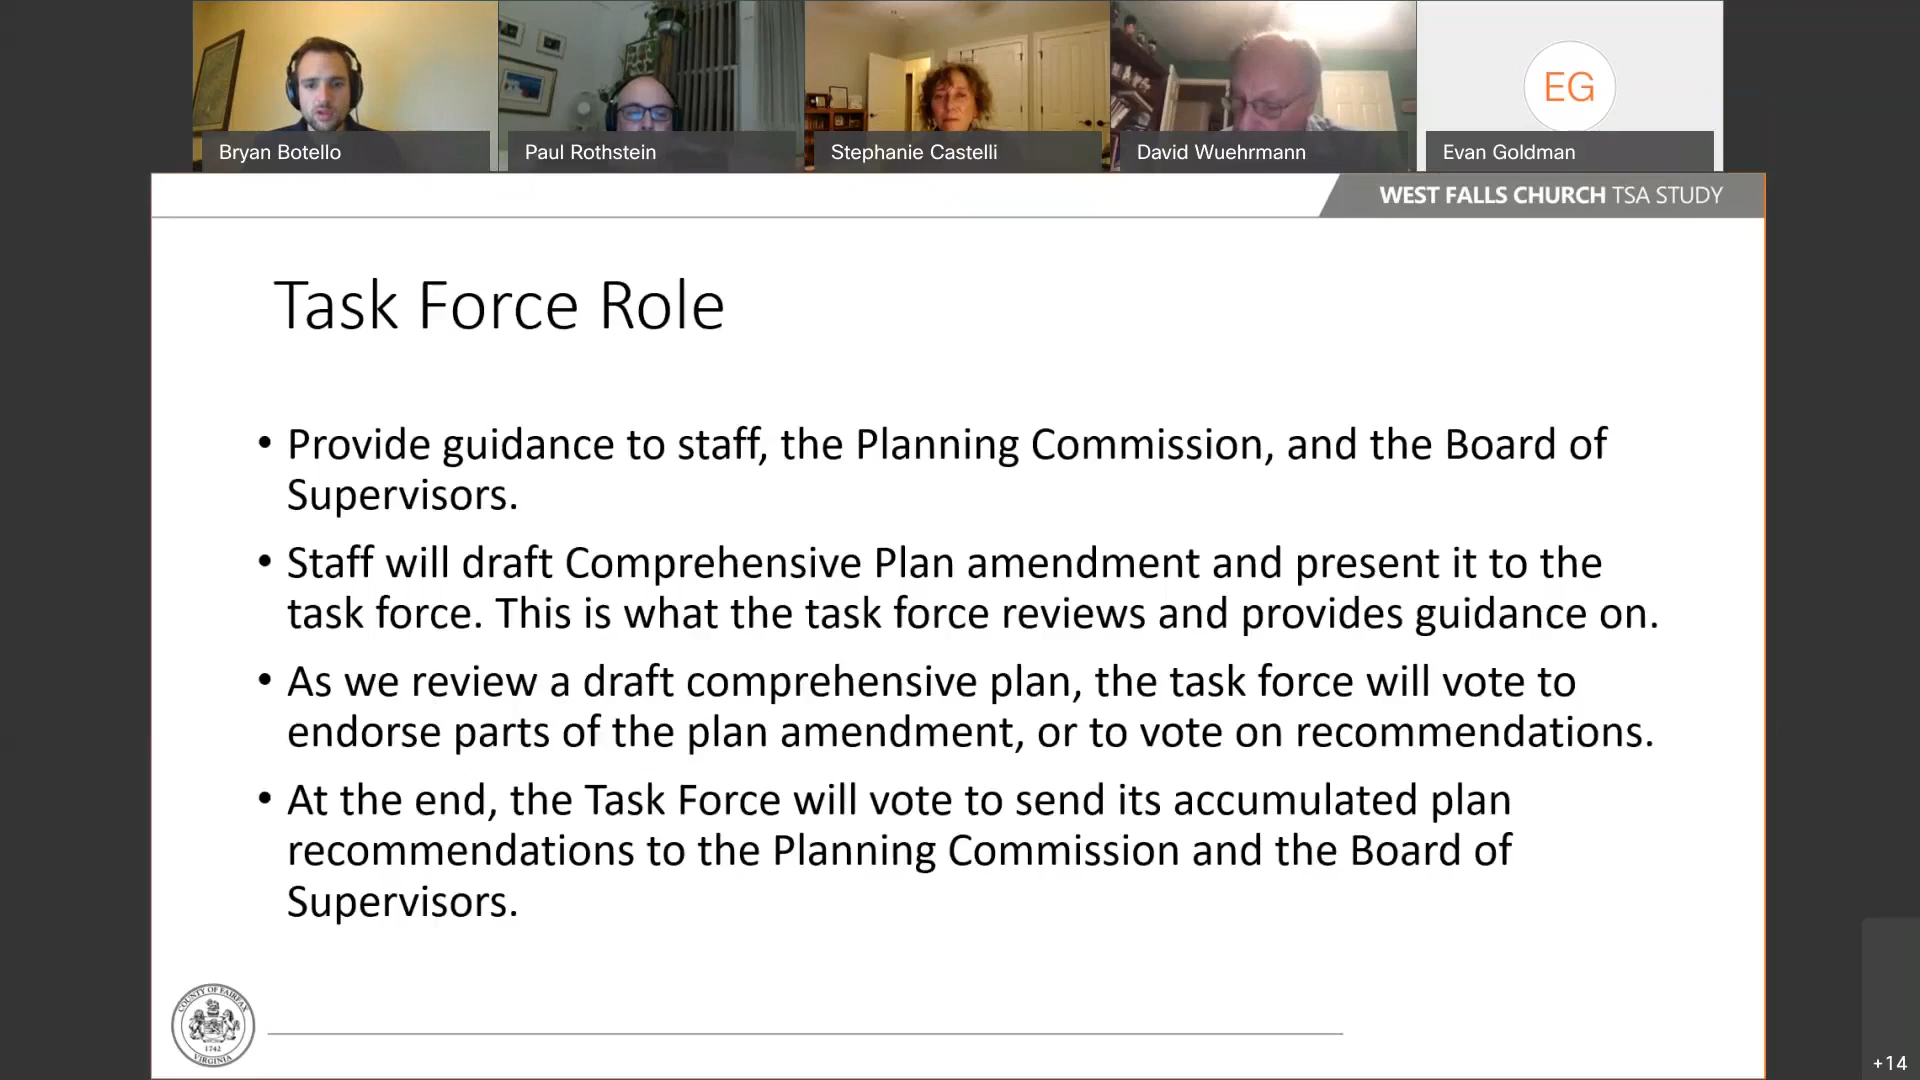 Bryan Botello
Paul Rothstein
Stephanie Castelli
David Wuehrmann
EG
Evan Goldman
WEST FALLS CHURCH TSA STUDY
Task Force Role
• Provide guidance to staff, the Planning Commission, and the Board of
Supervisors.
• Staff will draft Comprehensive Plan amendment and present it to the
task force. This is what the task force reviews and provides guidance on.
• As we review a draft comprehensive plan, the task force will vote to
endorse parts of the plan amendment, or to vote on recommendations.
• At the end, the Task Force will vote to send its accumulated plan
recommendations to the Planning Commission and the Board of
Supervisors.
COUNTY OF FAIRFAX
1742
VIRGINIA
+14